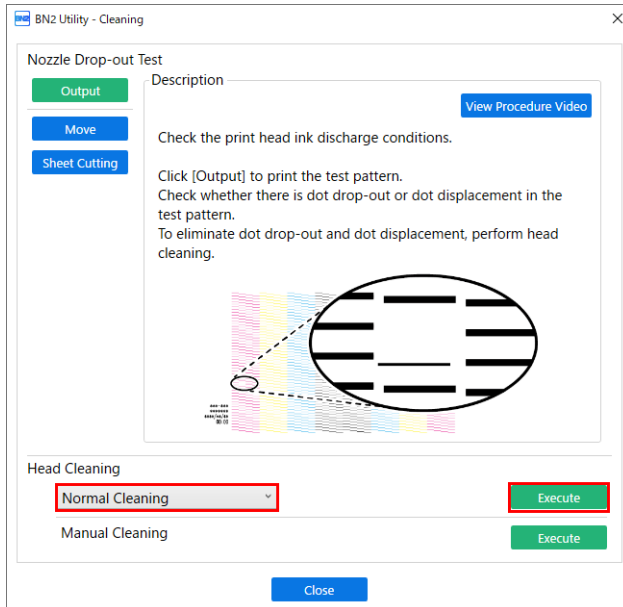 BN2 BN2 Utility - Cleaning
Nozzle Drop-out Test
Output
Move
Sheet Cutting
Description
View Procedure Video
Check the print head ink discharge conditions.
Click [Output] to print the test pattern.
Check whether there is dot drop-out or dot displacement in the
test pattern.
To eliminate dot drop-out and dot displacement, perform head
cleaning.
Head Cleaning
Normal Cleaning
Execute
Manual Cleaning
Execute
Close